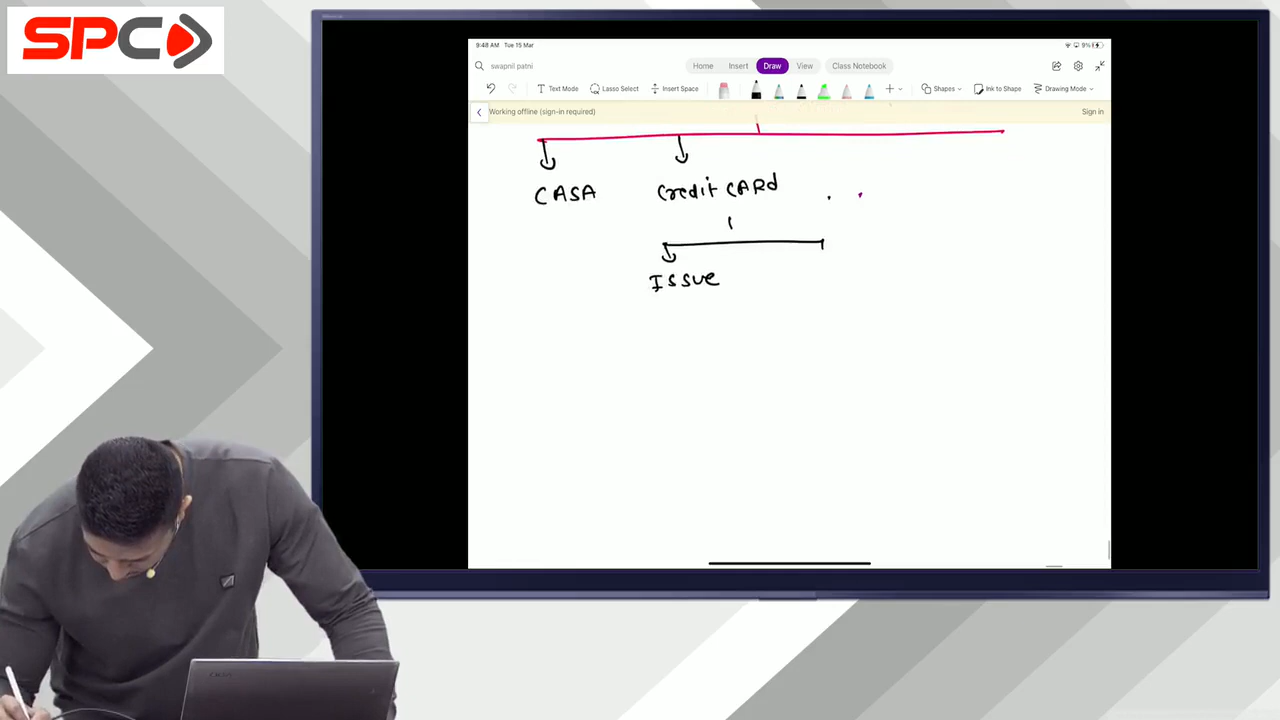 SPC
9:48 AM Tue 15 Mar
9%
swapnil patni
Home Insert Draw View Class Notebook
Text Mode Lasso Select Insert Space Shapes Ink to Shape Drawing Mode
Working offline (sign-in required) Sign in
CASA Credit CARd
Issue